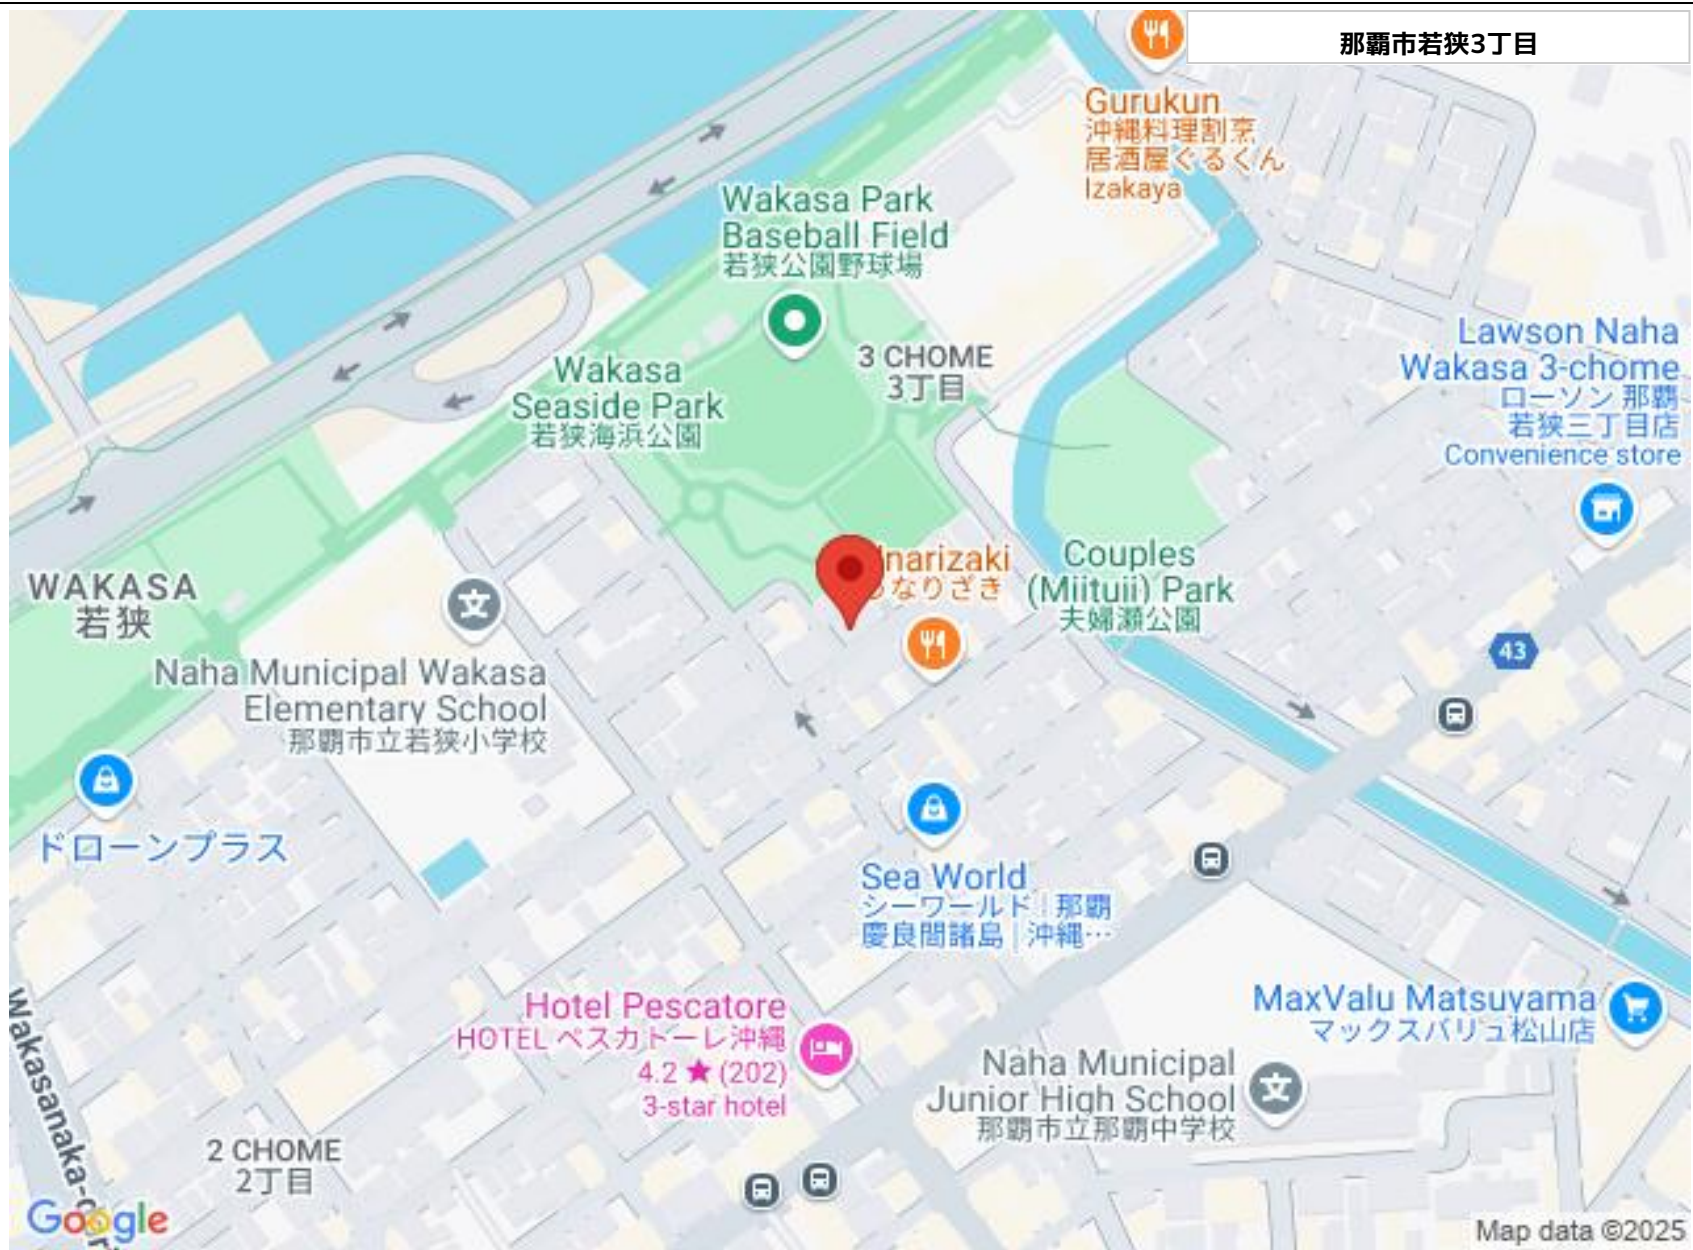 那覇市若狭3丁目
Gurukun
沖縄料理割烹
居酒屋ぐるくん
Izakaya
Wakasa Park
Baseball Field
若狭公園野球場
Lawson Naha
Wakasa 3-chome
ローソン 那覇
若狭三丁目店
Convenience store
3 CHOME
3丁目
Wakasa
Seaside Park
若狭海浜公園
WAKASA
若狭
文
Naha Municipal Wakasa
Elementary School
那覇市立若狭小学校
narizaki
なりざき
Couples
(Miituii) Park
夫婦瀬公園
43
ドローンプラス
Sea World
シーワールド | 那覇
慶良間諸島 | 沖縄…
Hotel Pescatore
HOTEL ペスカトーレ沖縄
4.2 ★ (202)
3-star hotel
MaxValu Matsuyama
マックスバリュ松山店
Naha Municipal
Junior High School
那覇市立那覇中学校
文
2 CHOME
2丁目
Google
Map data ©2025